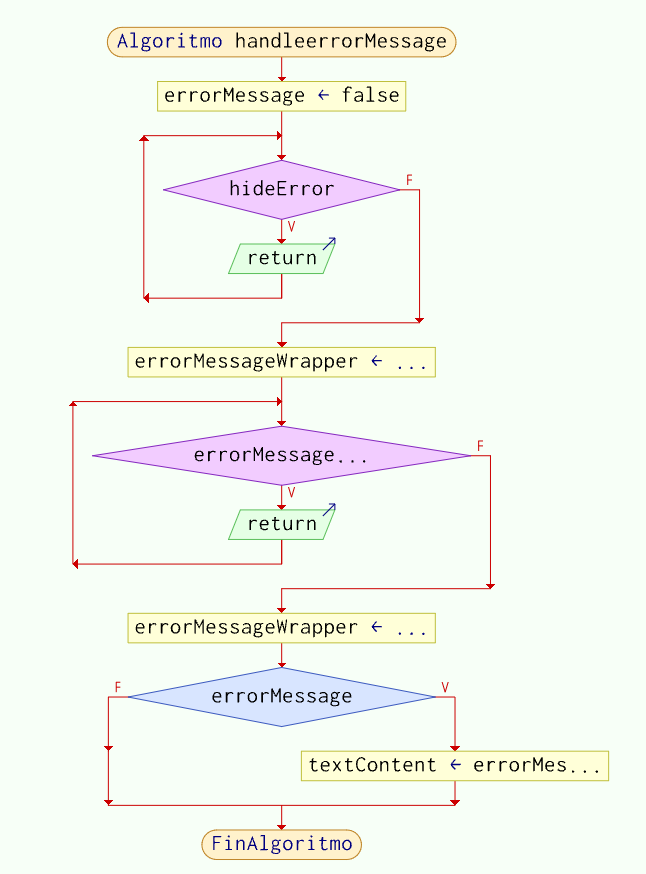 Algoritmo handleerrorMessage
errorMessage ← false
hideError
F
V
return
errorMessageWrapper ← ...
errorMessage...
F
V
return
errorMessageWrapper ← ...
F
errorMessage
V
textContent ← errorMes...
FinAlgoritmo